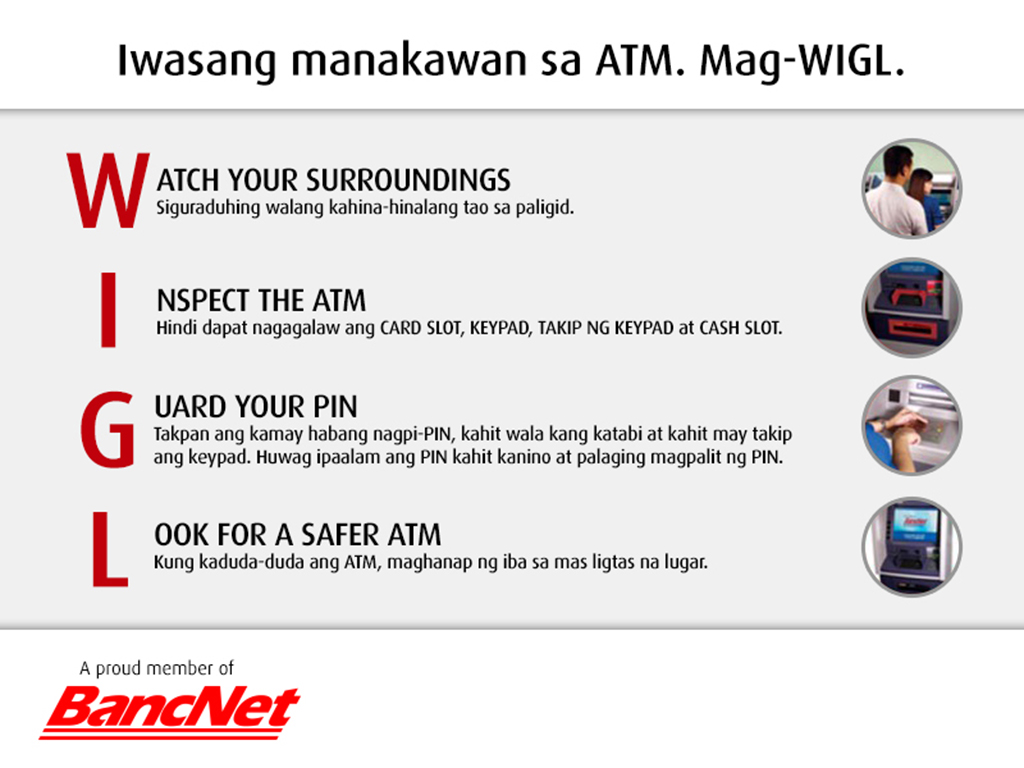 Iwasang manakawan sa ATM. Mag-WIGL.
WATCH YOUR SURROUNDINGS
Siguraduhing walang kahina-hinalang tao sa paligid.
INSPECT THE ATM
Hindi dapat nagagalaw ang CARD SLOT, KEYPAD, TAKIP NG KEYPAD at CASH SLOT.
GUARD YOUR PIN
Takpan ang kamay habang nagpi-PIN, kahit wala kang katabi at kahit may takip
ang keypad. Huwag ipaalam ang PIN kahit kanino at palaging magpalit ng PIN.
LOOK FOR A SAFER ATM
Kung kaduda-duda ang ATM, maghanap ng iba sa mas ligtas na lugar.
A proud member of
BancNet